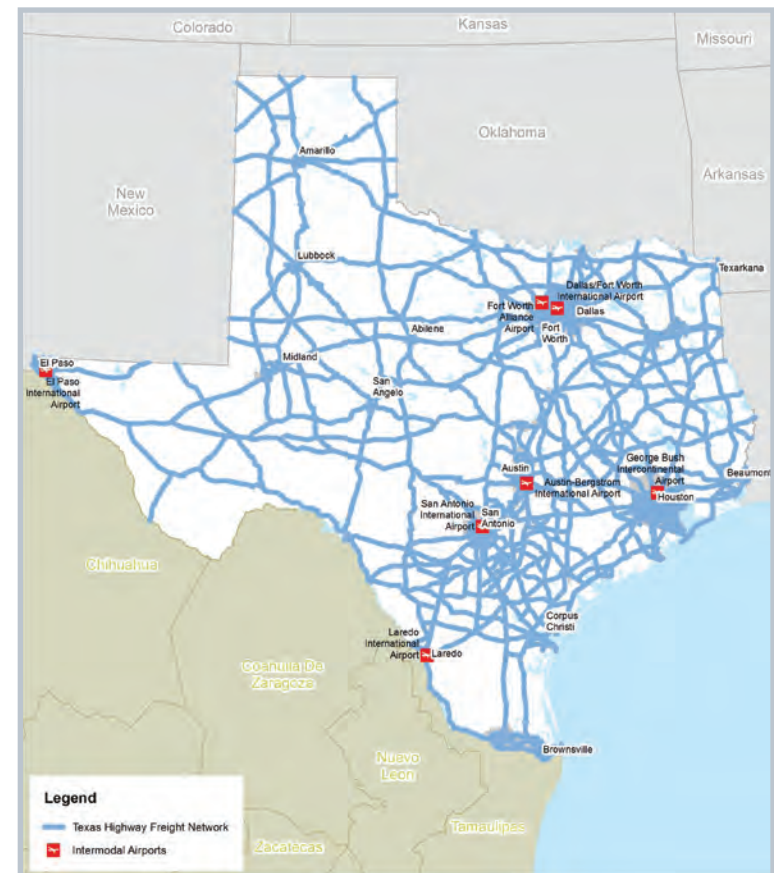 Colorado
Kansas
Missouri
Oklahoma
Amarillo
Arkansas
New
Mexico
Lubbock
Texarkana
Dallas/Fort Worth
International Airport
Fort Worth
Alliance
Airport
Dallas
Fort
Worth
Abilene
Midland
El Paso
El Paso
International
Airport
San
Angelo
George Bush
Intercontinental
Airport
Austin
Beaumont
Austin-Bergstrom
International Airport
Houston
San Antonio
International
Airport
San
Antonio
Chihuahua
Corpus
Christi
Laredo
International
Airport
Laredo
Coahuila De
Zaragoza
Brownsville
Nuevo
Leon
Tamaulipas
Zacatecas
Legend
Texas Highway Freight Network
Intermodal Airports